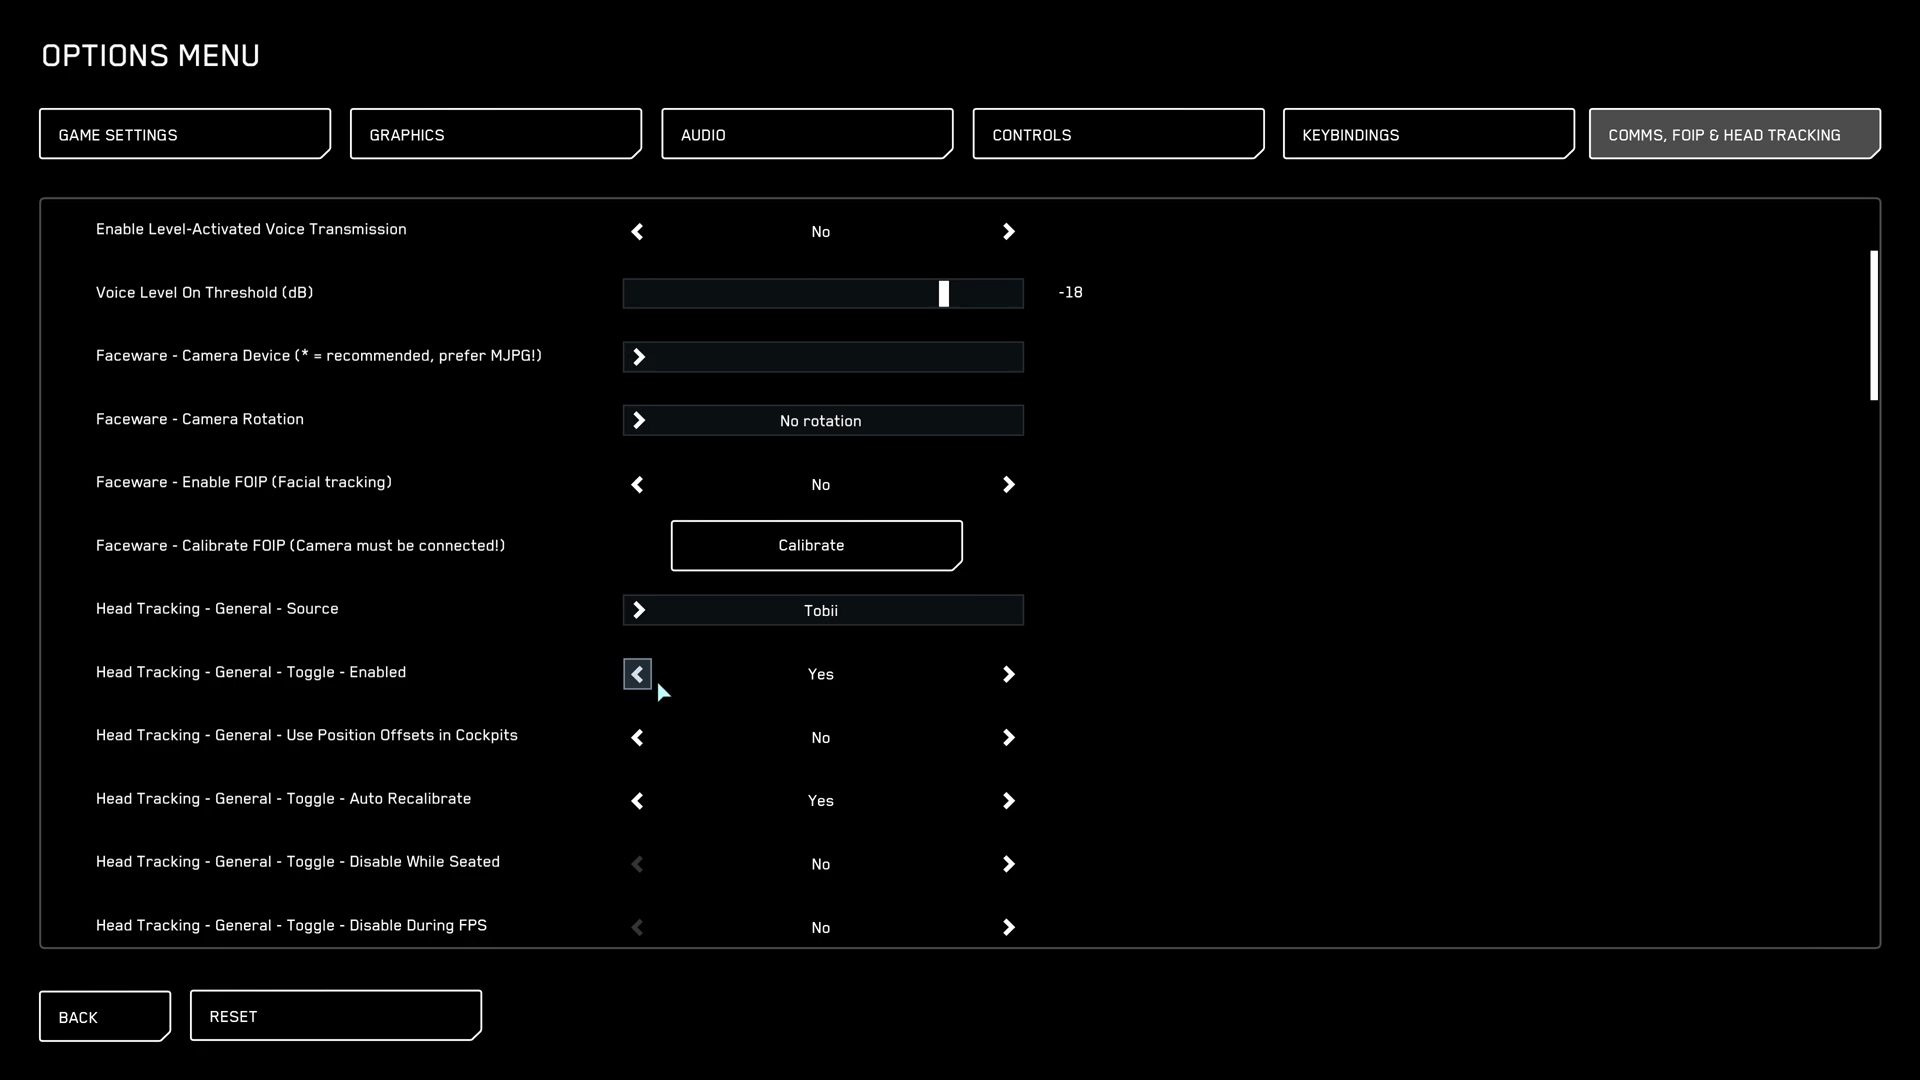 OPTIONS MENU
GAME SETTINGS
GRAPHICS
AUDIO
CONTROLS
KEYBINDINGS
COMMS, FOIP & HEAD TRACKING
Enable Level-Activated Voice Transmission
No
Voice Level On Threshold (dB)
-18
Faceware - Camera Device (* = recommended, prefer MJPG!)
Faceware - Camera Rotation
No rotation
Faceware - Enable FOIP (Facial tracking)
No
Faceware - Calibrate FOIP (Camera must be connected!)
Calibrate
Head Tracking - General - Source
Tobii
Head Tracking - General - Toggle - Enabled
Yes
Head Tracking - General - Use Position Offsets in Cockpits
No
Head Tracking - General - Toggle - Auto Recalibrate
Yes
Head Tracking - General - Toggle - Disable While Seated
No
Head Tracking - General - Toggle - Disable During FPS
No
BACK
RESET